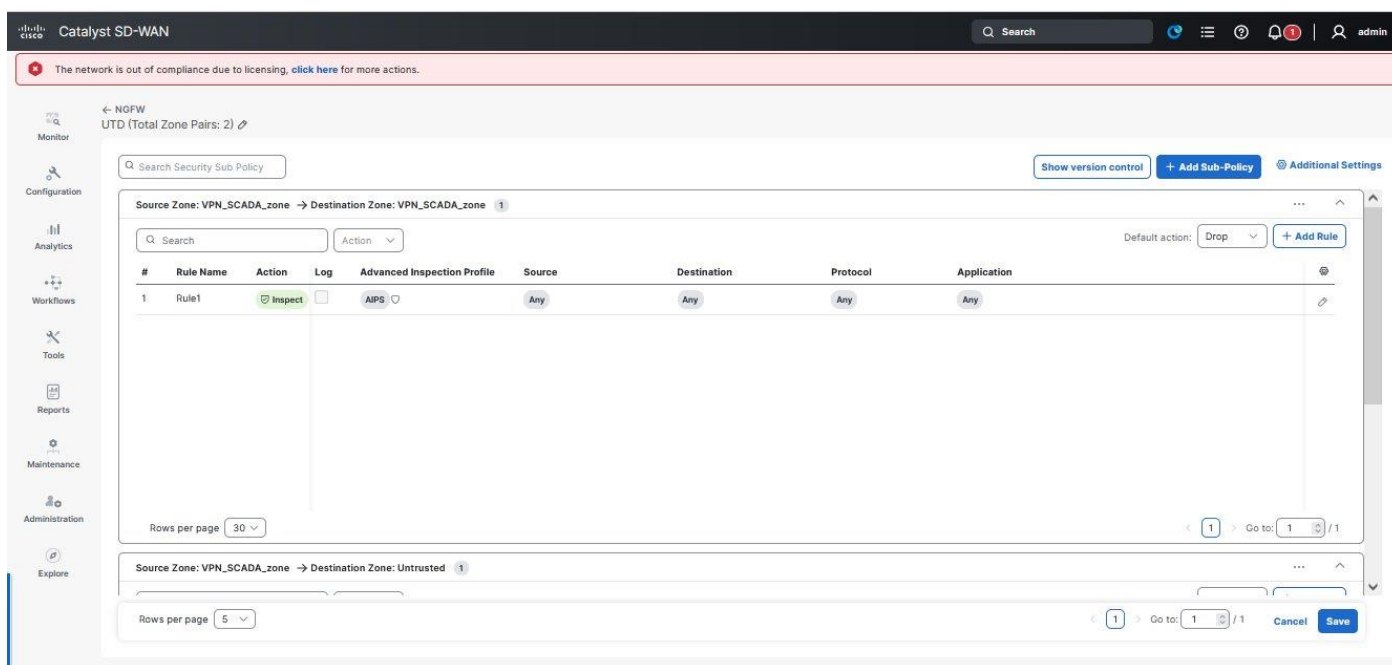 CISCO Catalyst SD-WAN Search 1 admin
The network is out of compliance due to licensing, click here for more actions.
Monitor
Configuration
Analytics
Workflows
Tools
Reports
Maintenance
Administration
Explore
← NGFW
UTD (Total Zone Pairs: 2)
Search Security Sub Policy Show version control + Add Sub-Policy Additional Settings
Source Zone: VPN_SCADA_zone → Destination Zone: VPN_SCADA_zone 1 ...
Search Action Default action: Drop + Add Rule
# Rule Name Action Log Advanced Inspection Profile Source Destination Protocol Application
1 Rule1 Inspect AIPS Any Any Any Any
Rows per page 30 < 1 > Go to: 1 / 1
Source Zone: VPN_SCADA_zone → Destination Zone: Untrusted 1 ...
Rows per page 5 < 1 > Go to: 1 / 1 Cancel Save